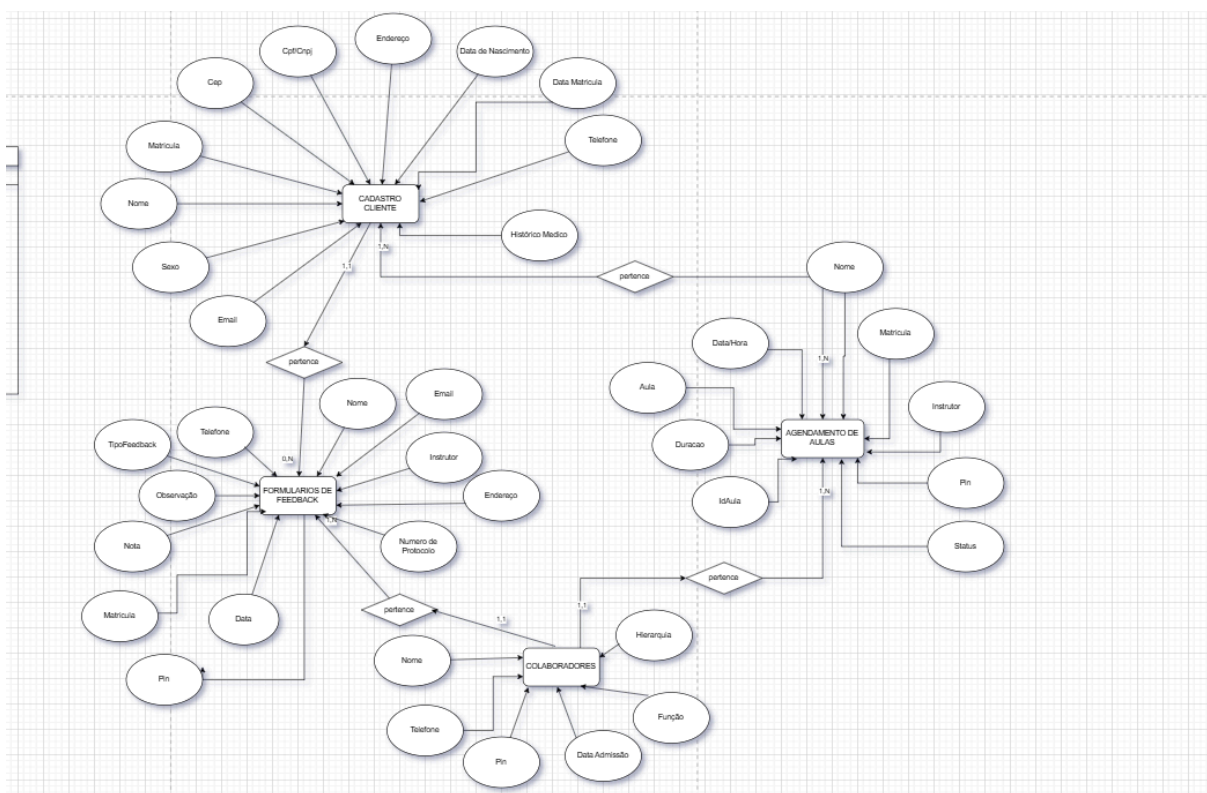 Endereço
Cpf/Cnpj
Data de Nascimento
Cep
Data Matricula
Telefone
Matricula
CADASTRO
CLIENTE
Nome
Histórico Medico
1,N
Sexo
1,1
Nome
pertence
Email
Matricula
Data/Hora
1,N
pertence
Aula
Email
Nome
Instrutor
Telefone
AGENDAMENTO DE
AULAS
TipoFeedback
Duracao
Instrutor
0,N
Pin
FORMULARIOS DE
FEEDBACK
Observação
Endereço
1,N
IdAula
1,N
Nota
Numero de
Protocolo
Status
pertence
Matricula
Data
pertence
1,1
1,1
Hierarquia
Nome
COLABORADORES
Pin
Função
Telefone
Pin
Data Admissão